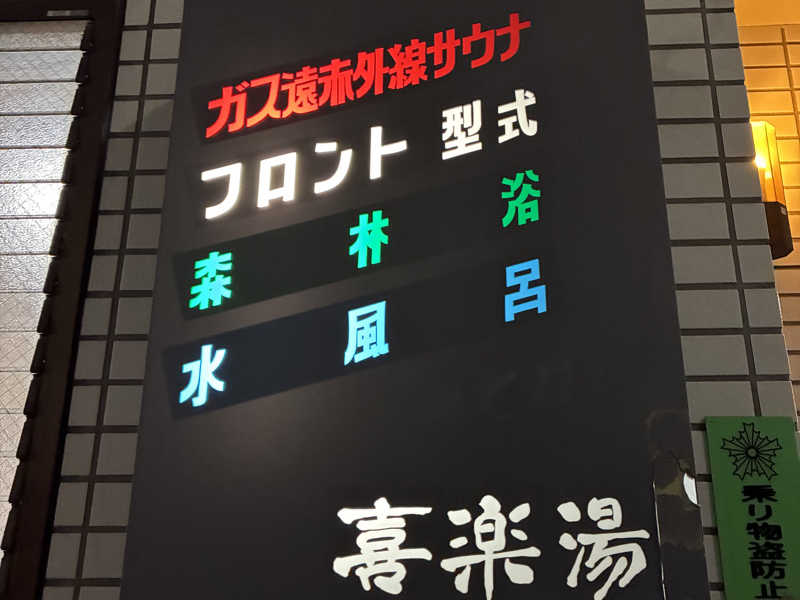 ガス遠赤外線サウナ
フロント型式
森林浴
水風呂
喜楽湯
乗り物盗防止